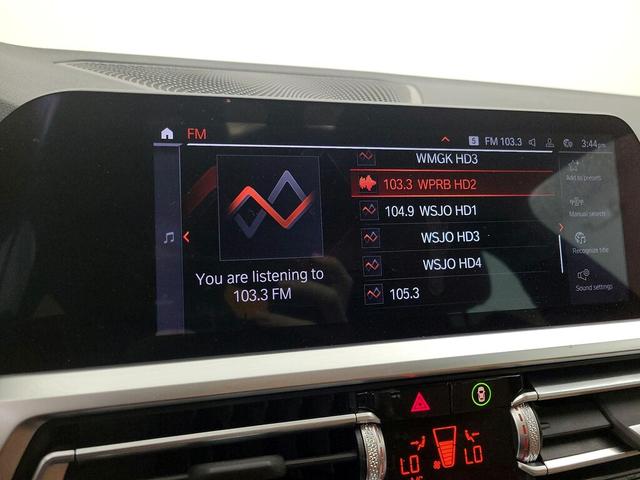 FM
S FM 103.3 3:44pm
WMGK HD3
103.3 WPRB HD2
104.9 WSJO HD1
WSJO HD3
WSJO HD4
105.3
You are listening to
103.3 FM
Add to presets
Manual search
Recognize title
Sound settings
LO LO